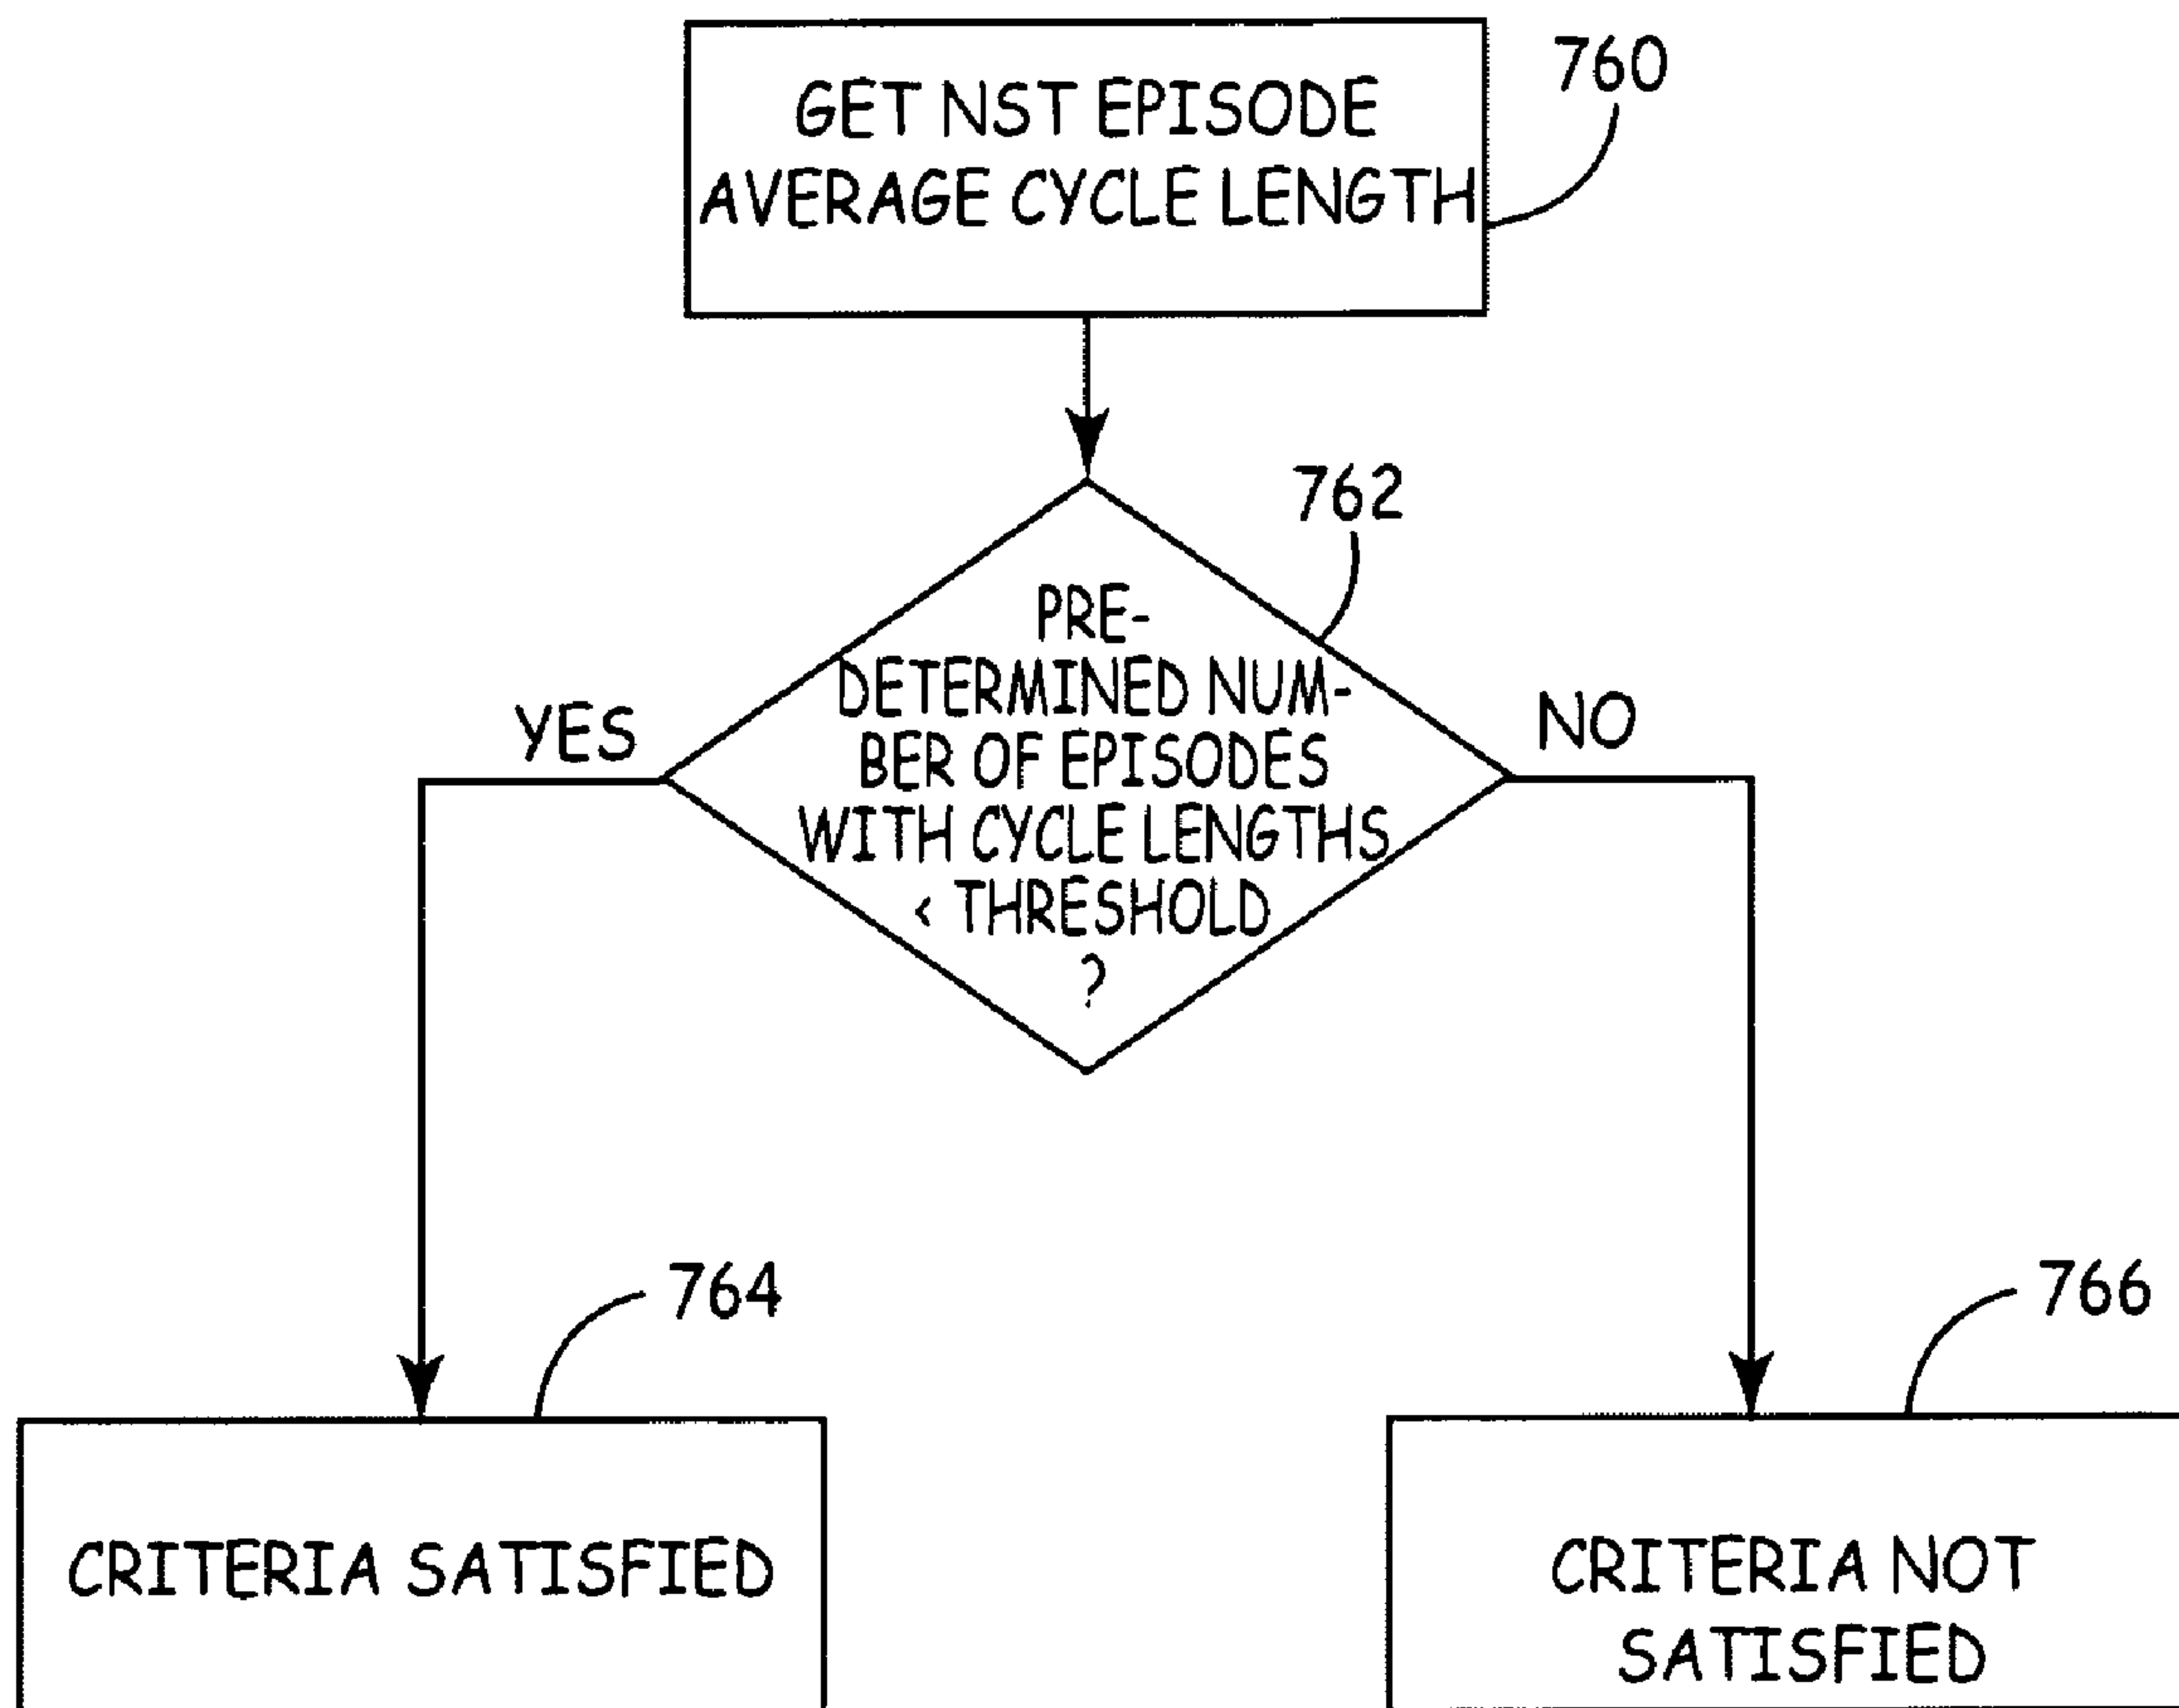 GET NST EPISODE
AVERAGE CYCLE LENGTH
760
762
PRE-
DETERMINED NUM-
BER OF EPISODES
WITH CYCLE LENGTHS
< THRESHOLD
?
YES
NO
764
766
CRITERIA SATISFIED
CRITERIA NOT
SATISFIED